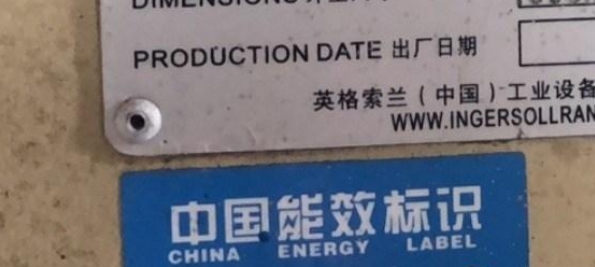 DIMENSIONS
PRODUCTION DATE 出厂日期
英格索兰（中国）工业设备
WWW.INGERSOLLRAN
中国能效标识
CHINA ENERGY LABEL